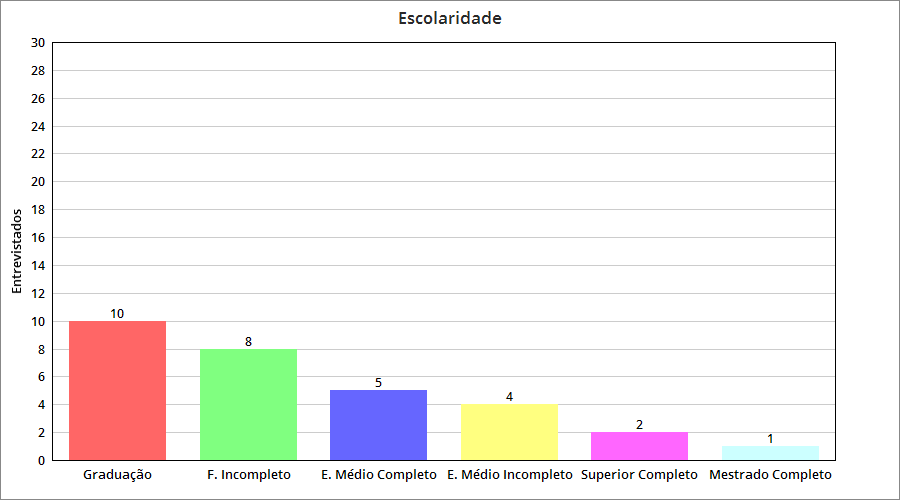 Escolaridade
Entrevistados
30
28
26
24
22
20
18
16
14
12
10
8
6
4
2
0
10
8
5
4
2
1
Graduação
F. Incompleto
E. Médio Completo
E. Médio Incompleto
Superior Completo
Mestrado Completo